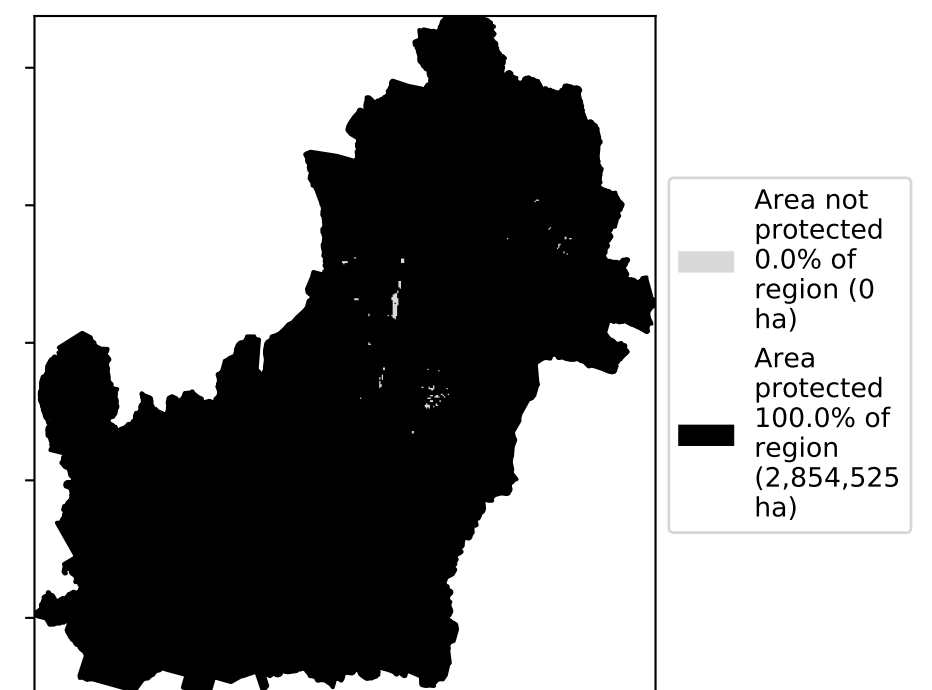 Area not
protected
0.0% of
region (0
ha)
Area
protected
100.0% of
region
(2,854,525
ha)